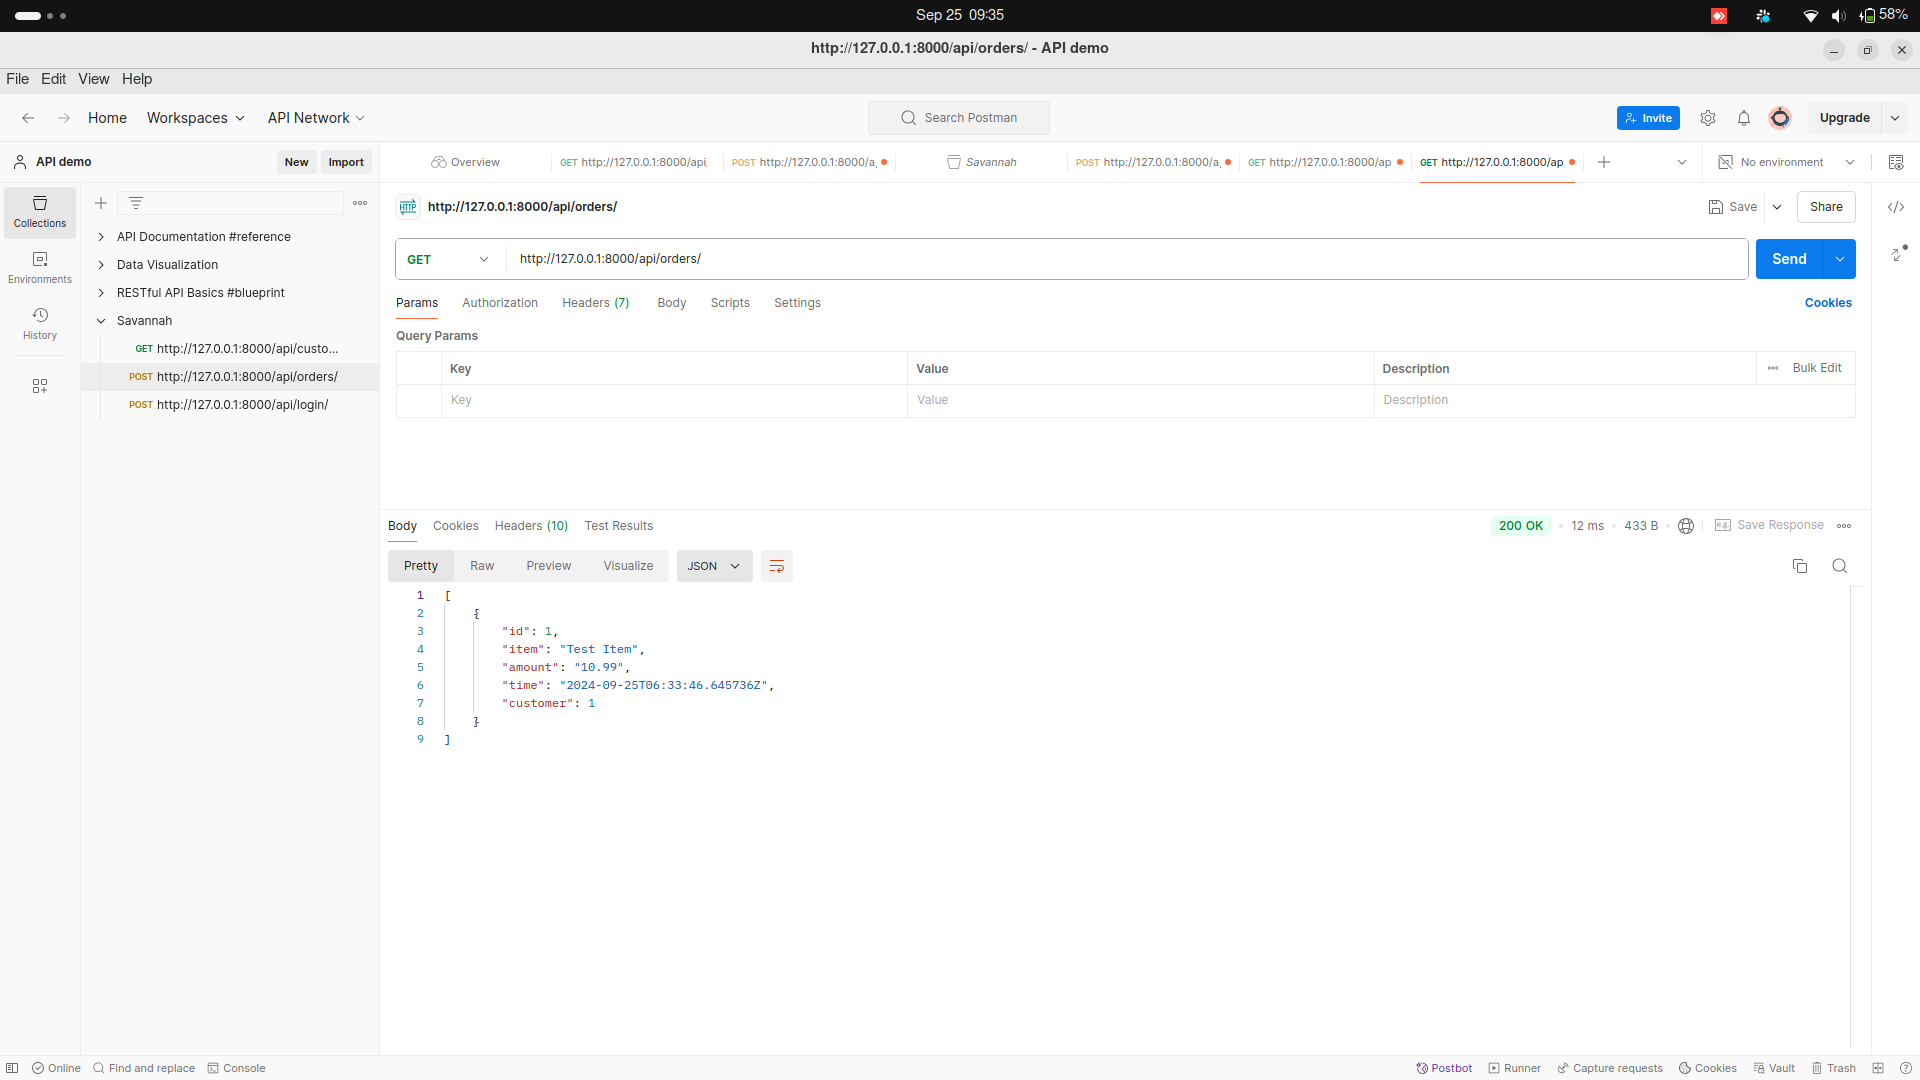 Sep 25 09:35
58%
http://127.0.0.1:8000/api/orders/ - API demo
File Edit View Help
Home Workspaces API Network
Search Postman
Invite
Upgrade
API demo
New Import
Overview
GET http://127.0.0.1:8000/api,
POST http://127.0.0.1:8000/a.
Savannah
POST http://127.0.0.1:8000/a.
GET http://127.0.0.1:8000/ap
GET http://127.0.0.1:8000/ap
No environment
Collections
Environments
History
API Documentation #reference
Data Visualization
RESTful API Basics #blueprint
Savannah
GET http://127.0.0.1:8000/api/custo...
POST http://127.0.0.1:8000/api/orders/
POST http://127.0.0.1:8000/api/login/
HTTP http://127.0.0.1:8000/api/orders/
Save
Share
GET http://127.0.0.1:8000/api/orders/
Send
Params Authorization Headers (7) Body Scripts Settings
Cookies
Query Params
Key Value Description Bulk Edit
Key Value Description
Body Cookies Headers (10) Test Results
200 OK 12 ms 433 B
e.g. Save Response
Pretty Raw Preview Visualize JSON
1 [
2 {
3 "id": 1,
4 "item": "Test Item",
5 "amount": "10.99",
6 "time": "2024-09-25T06:33:46.645736Z",
7 "customer": 1
8 }
9 ]
Online Find and replace Console
Postbot Runner Capture requests Cookies Vault Trash